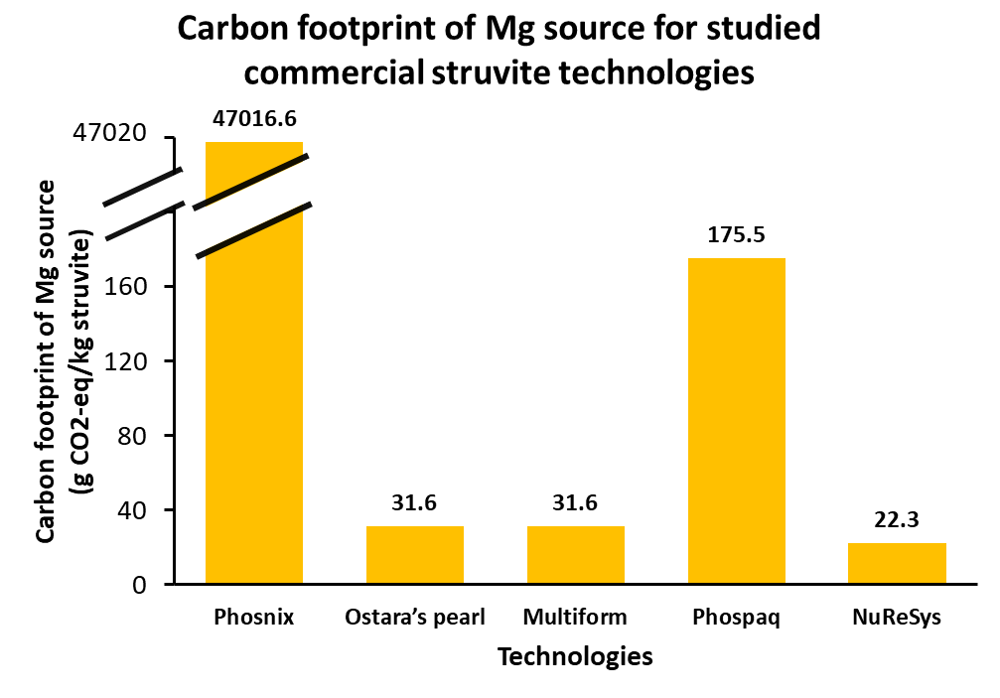 Carbon footprint of Mg source for studied
commercial struvite technologies
Carbon footprint of Mg source
(g CO2-eq/kg struvite)
47020
160
120
80
40
0
47016.6
31.6
31.6
175.5
22.3
Phosnix
Ostara’s pearl
Multiform
Phospaq
NuReSys
Technologies